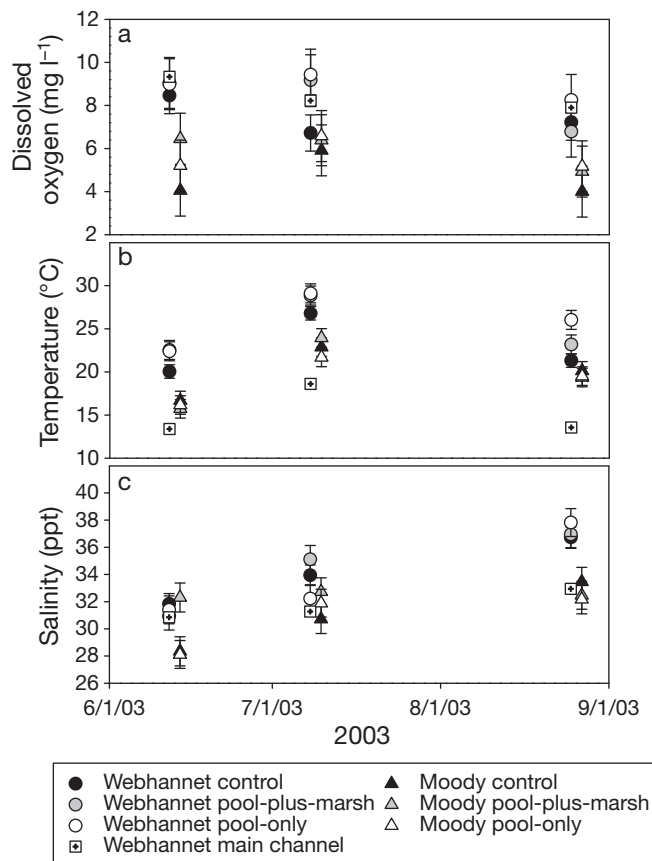 a
12
10
8
6
4
2
Dissolved
oxygen (mg l⁻¹)
b
30
25
20
15
10
Temperature (°C)
c
40
38
36
34
32
30
28
26
Salinity (ppt)
6/1/03 7/1/03 8/1/03 9/1/03
2003
Webhannet control Moody control
Webhannet pool-plus-marsh Moody pool-plus-marsh
Webhannet pool-only Moody pool-only
Webhannet main channel